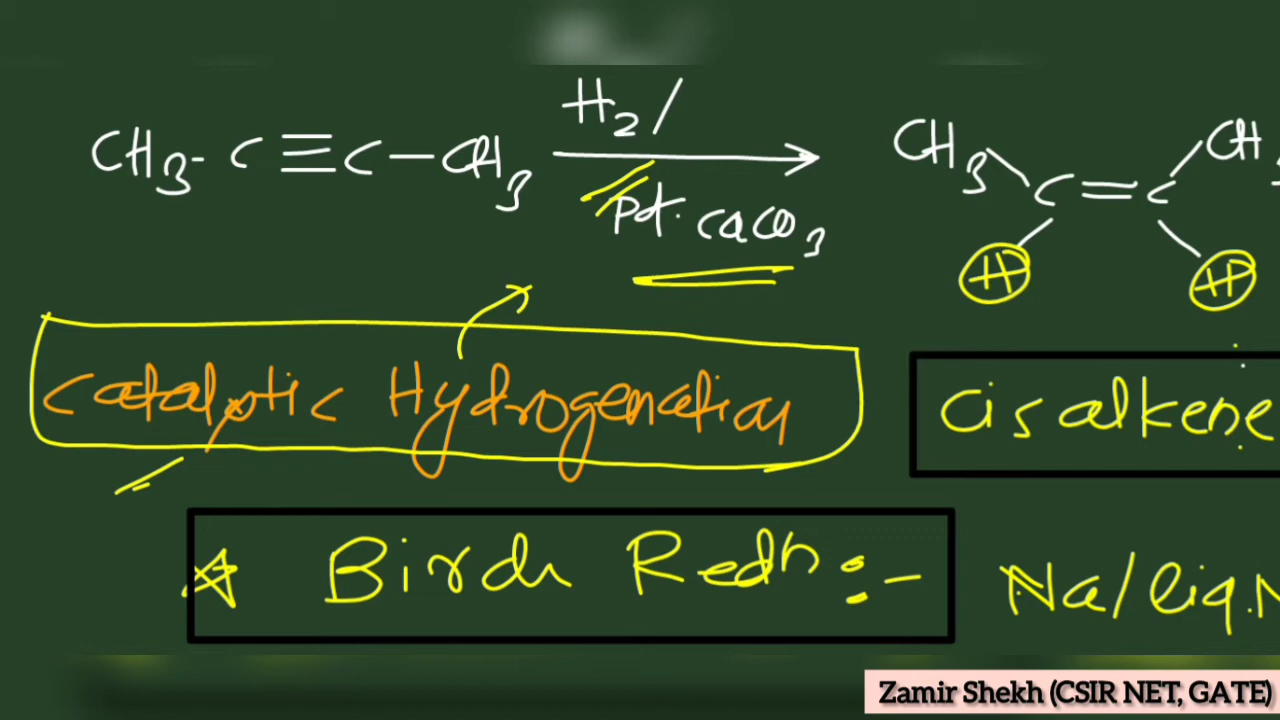 CH3-C≡C-CH3 H2/ CH3 CH
C=C
Pd. CaCO3 H H
Catalytic Hydrogenation
Cis alkene
☆ Birch Redn :-
Na/liq.N
Zamir Shekh (CSIR NET, GATE)